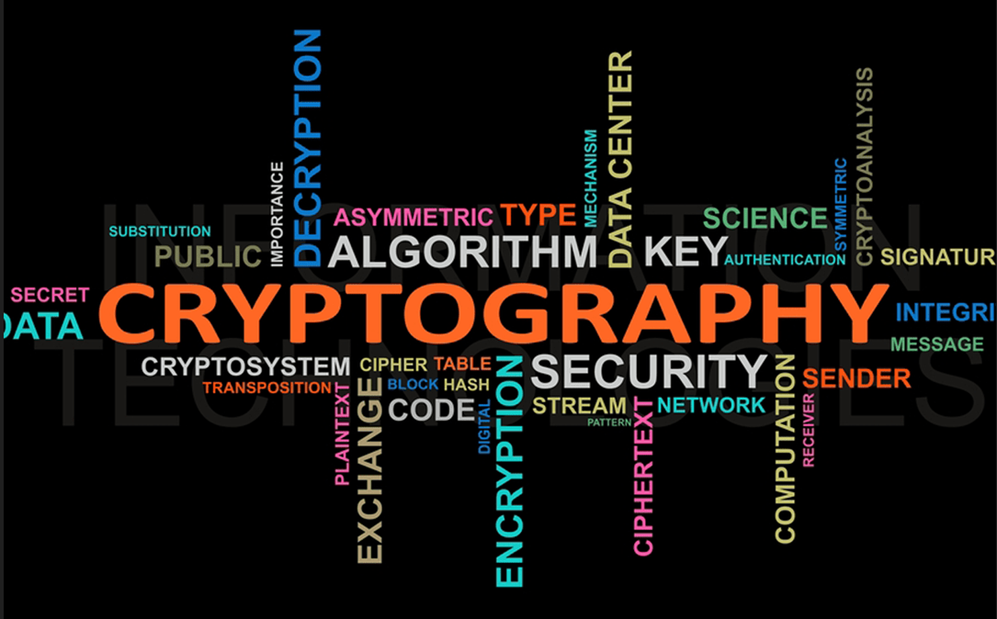 DECRYPTION
DATA CENTER
CRYPTOANALYSIS
MECHANISM
SYMMETRIC
IMPORTANCE
ASYMMETRIC TYPE
SCIENCE
SUBSTITUTION
PUBLIC
ALGORITHM
KEY
AUTHENTICATION
SIGNATUR
INFORMATION
SECRET
DATA
CRYPTOGRAPHY
INTEGRI
MESSAGE
TECHNOLOGIES
CRYPTOSYSTEM
CIPHER TABLE
SECURITY
SENDER
TRANSPOSITION
BLOCK HASH
CODE
STREAM
NETWORK
PATTERN
PLAINTEXT
EXCHANGE
DIGITAL
ENCRYPTION
CIPHERTEXT
COMPUTATION
RECEIVER